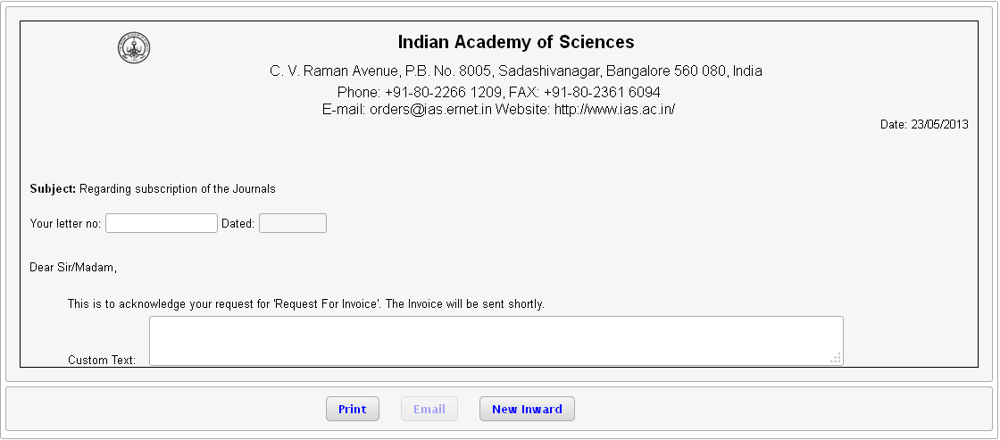 Indian Academy of Sciences
C. V. Raman Avenue, P.B. No. 8005, Sadashivanagar, Bangalore 560 080, India
Phone: +91-80-2266 1209, FAX: +91-80-2361 6094
E-mail: orders@ias.ernet.in Website: http://www.ias.ac.in/
Date: 23/05/2013
Subject: Regarding subscription of the Journals
Your letter no: Dated:
Dear Sir/Madam,
This is to acknowledge your request for 'Request For Invoice'. The Invoice will be sent shortly.
Custom Text:
Print Email New Inward